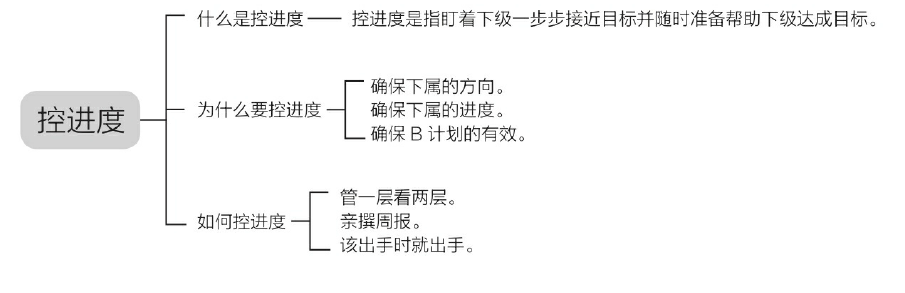 控进度
什么是控进度
控进度是指盯着下级一步步接近目标并随时准备帮助下级达成目标。
为什么要控进度
确保下属的方向。
确保下属的进度。
确保 B 计划的有效。
如何控进度
管一层看两层。
亲撰周报。
该出手时就出手。